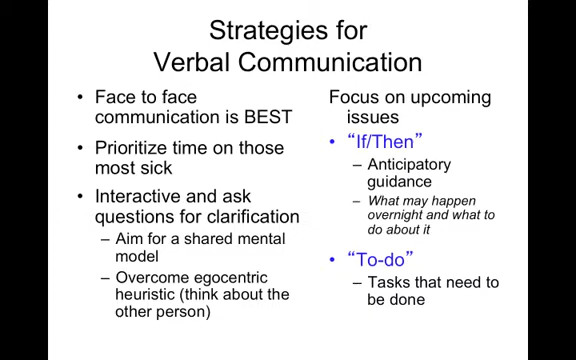 Strategies for
Verbal Communication
• Face to face
communication is BEST
• Prioritize time on those
most sick
• Interactive and ask
questions for clarification
– Aim for a shared mental
model
– Overcome egocentric
heuristic (think about the
other person)
Focus on upcoming
issues
• “If/Then”
– Anticipatory
guidance
– What may happen
overnight and what to
do about it
• “To-do”
– Tasks that need to
be done